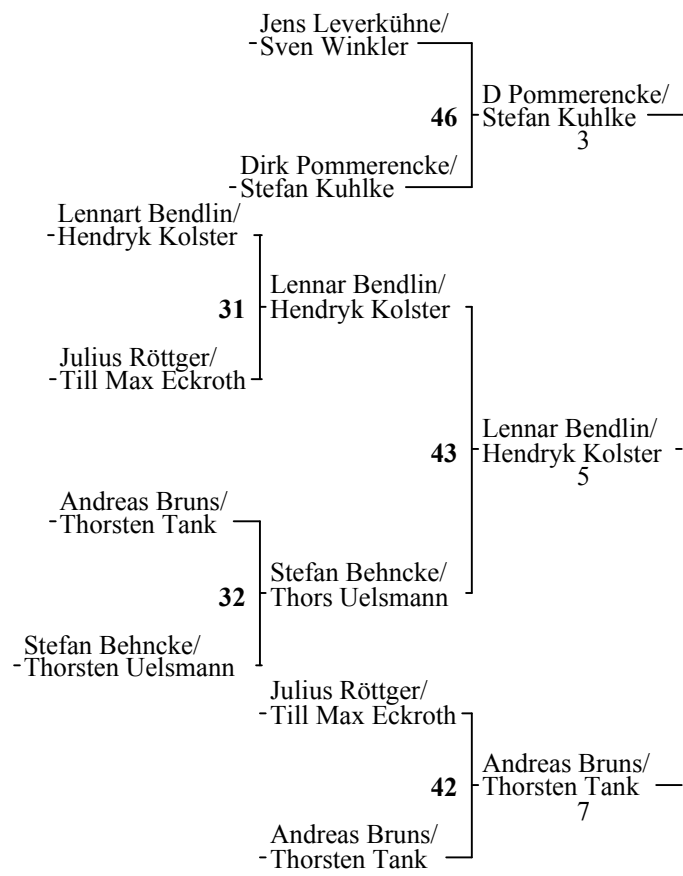 Jens Leverkühne/
Sven Winkler
46
D Pommerencke/
Stefan Kuhlke
3
Dirk Pommerencke/
Stefan Kuhlke
Lennart Bendlin/
Hendryk Kolster
31
Lennar Bendlin/
Hendryk Kolster
Julius Röttger/
Till Max Eckroth
43
Lennar Bendlin/
Hendryk Kolster
5
Andreas Bruns/
Thorsten Tank
32
Stefan Behncke/
Thors Uelsmann
Stefan Behncke/
Thorsten Uelsmann
Julius Röttger/
Till Max Eckroth
42
Andreas Bruns/
Thorsten Tank
7
Andreas Bruns/
Thorsten Tank